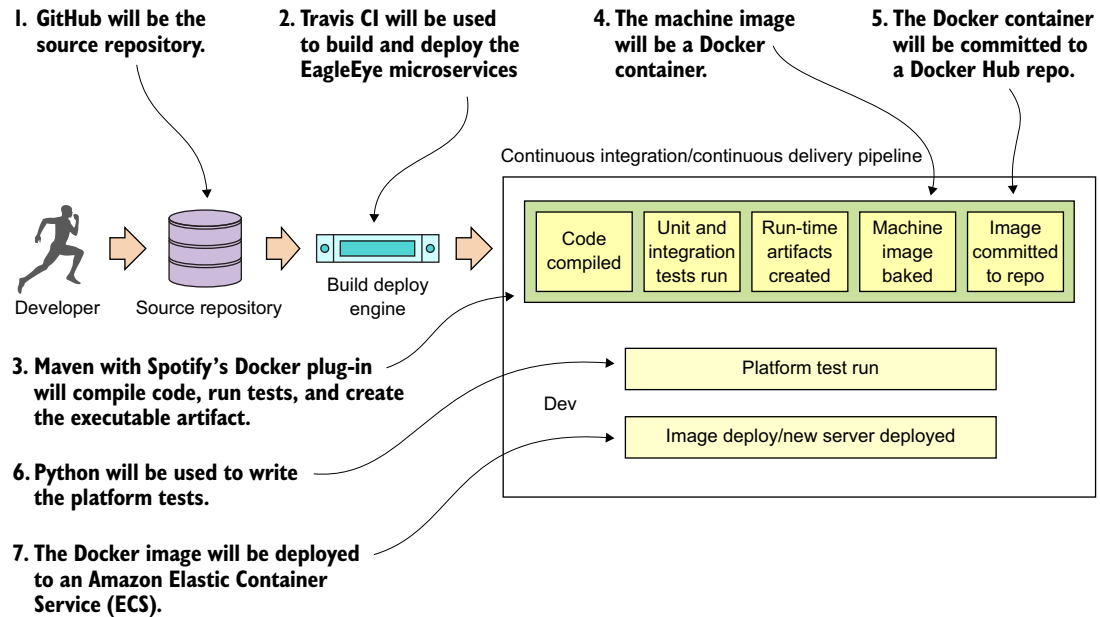 1. GitHub will be the
source repository.
2. Travis CI will be used
to build and deploy the
EagleEye microservices
4. The machine image
will be a Docker
container.
5. The Docker container
will be committed to
a Docker Hub repo.
Continuous integration/continuous delivery pipeline
Developer
Source repository
Build deploy
engine
Code
compiled
Unit and
integration
tests run
Run-time
artifacts
created
Machine
image
baked
Image
committed
to repo
3. Maven with Spotify’s Docker plug-in
will compile code, run tests, and create
the executable artifact.
Platform test run
Dev
Image deploy/new server deployed
6. Python will be used to write
the platform tests.
7. The Docker image will be deployed
to an Amazon Elastic Container
Service (ECS).